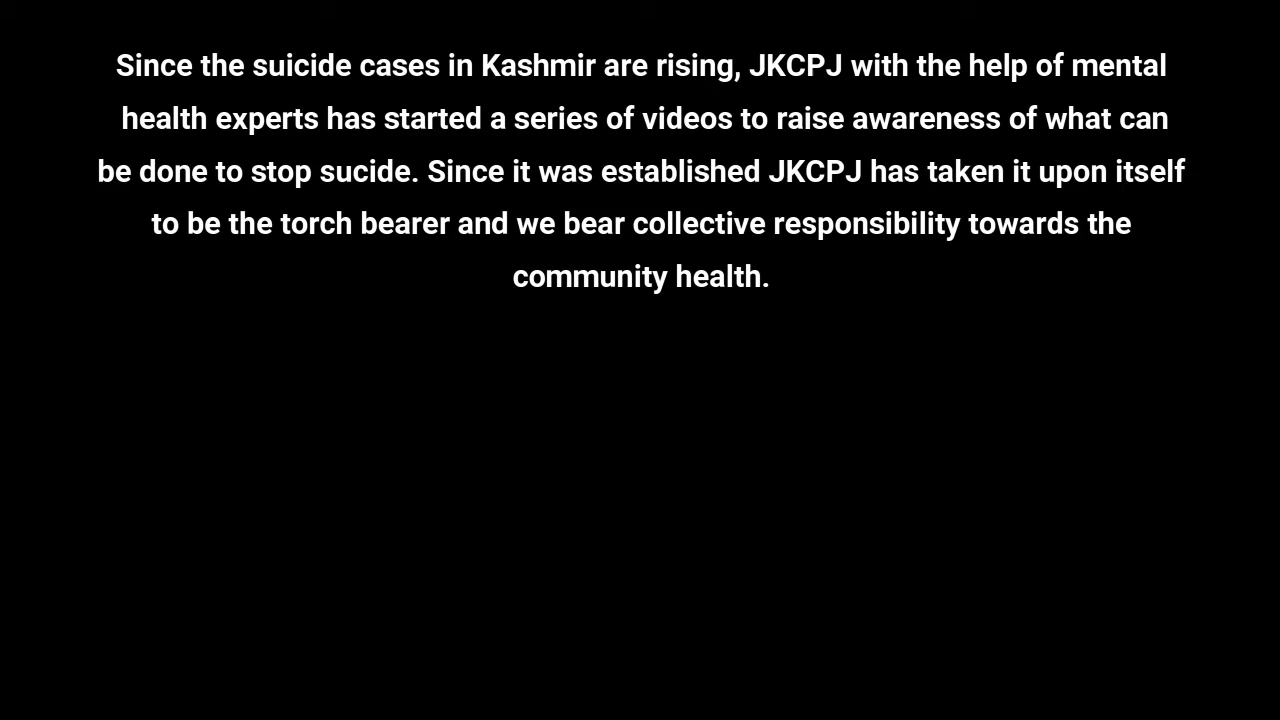 Since the suicide cases in Kashmir are rising, JKCPJ with the help of mental
health experts has started a series of videos to raise awareness of what can
be done to stop sucide. Since it was established JKCPJ has taken it upon itself
to be the torch bearer and we bear collective responsibility towards the
community health.